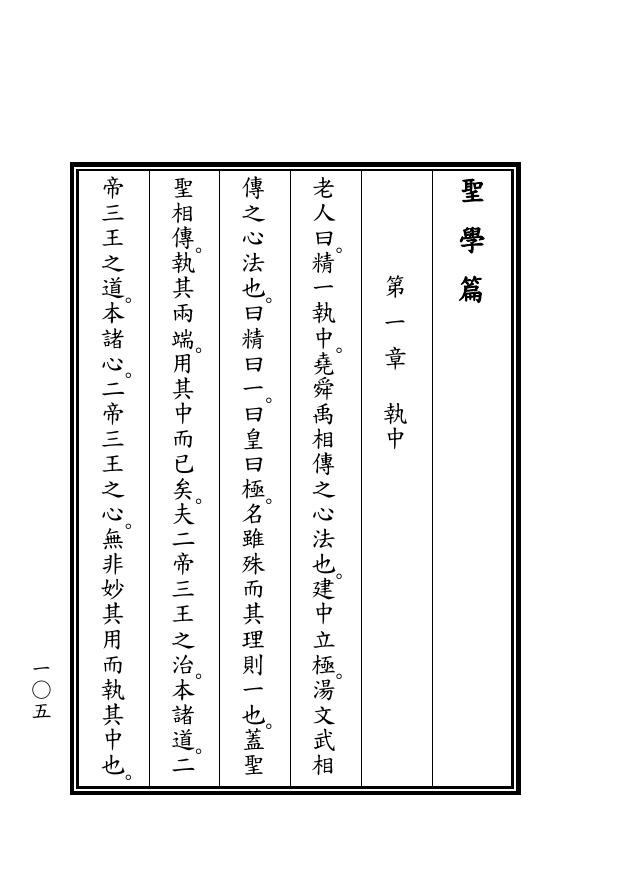 聖學篇
第一章　執中
老人曰。精一執中。堯舜禹相傳之心法也。建中立極。湯文武相
傳之心法也。曰精曰一。曰皇曰極。名雖殊而其理則一也。蓋聖
聖相傳。執其兩端。用其中而已矣。夫二帝三王之治。本諸道。二
帝三王之道。本諸心。二帝三王之心。無非妙其用而執其中也。
一〇五